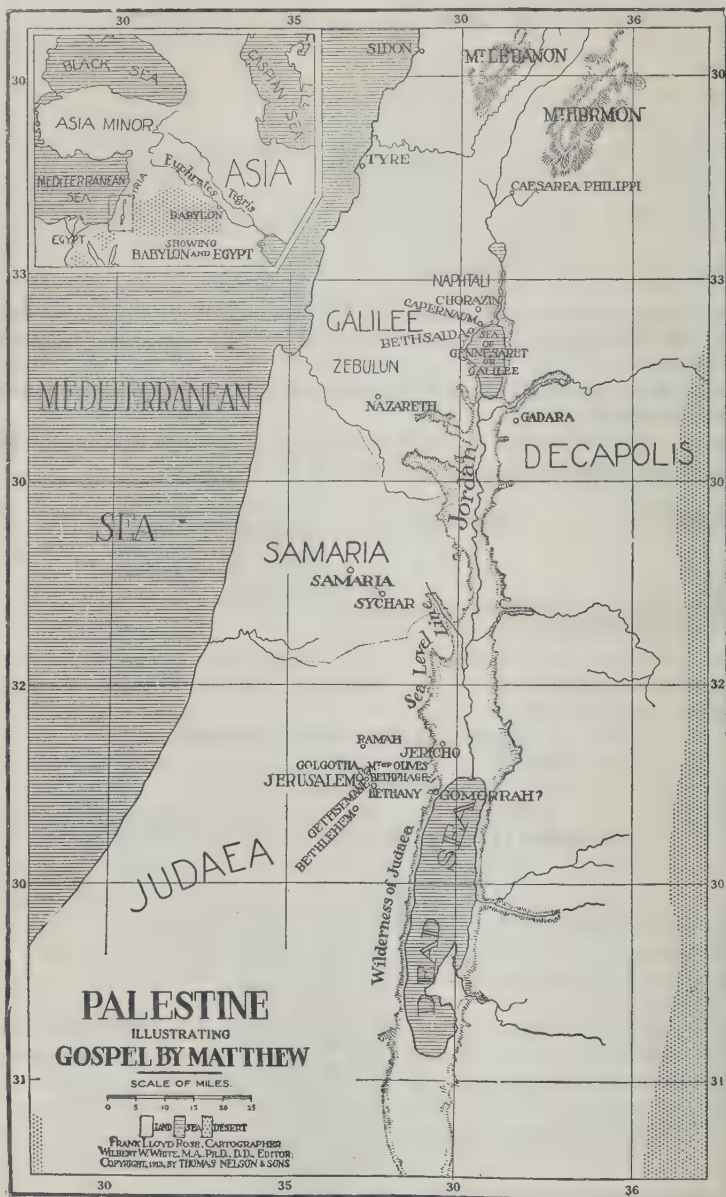 30
35
30
36
SIDON
Mt. LEBANON
30
30
BLACK SEA
CASPIAN SEA
Mt. HERMON
ASIA MINOR
ASIA
TYRE
Euphrates
Tigris
MEDITERRANEAN SEA
SYRIA
CAESAREA PHILIPPI
BABYLON
EGYPT
SHOWING
BABYLON AND EGYPT
33
33
NAPHTALI
CHORAZIN
CAPERNAUM
GALILEE
BETHSAIDA
SEA
OF
GENNESARET
OR
GALILEE
ZEBULUN
MEDITERRANEAN
NAZARETH
GADARA
DECAPOLIS
30
30
Jordan
SEA
SAMARIA
SAMARIA
SYCHAR
Sea Level Line
32
32
RAMAH
JERICHO
GOLGOTHA
Mt. OF OLIVES
JERUSALEM
BETHPHAGE
BETHANY
GOMORRAH?
GETHSEMANE
BETHLEHEM
JUDAEA
Wilderness of Judaea
DEAD SEA
30
30
PALESTINE
ILLUSTRATING
GOSPEL BY MATTHEW
SCALE OF MILES.
0 5 10 15 20 25
31
31
LAND SEA DESERT
FRANK LLOYD ROSE, CARTOGRAPHER
WILBERT W. WHITE, M.A. PH.D., D.D., EDITOR
COPYRIGHT, 1913, BY THOMAS NELSON & SONS
30
35
30
36